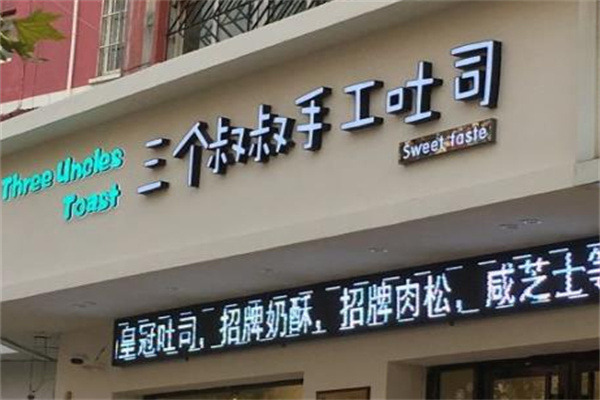 Three Uncles
Toast
三个叔叔手工吐司
Sweet taste
皇冠吐司，招牌奶酥，招牌肉松，咸芝士等